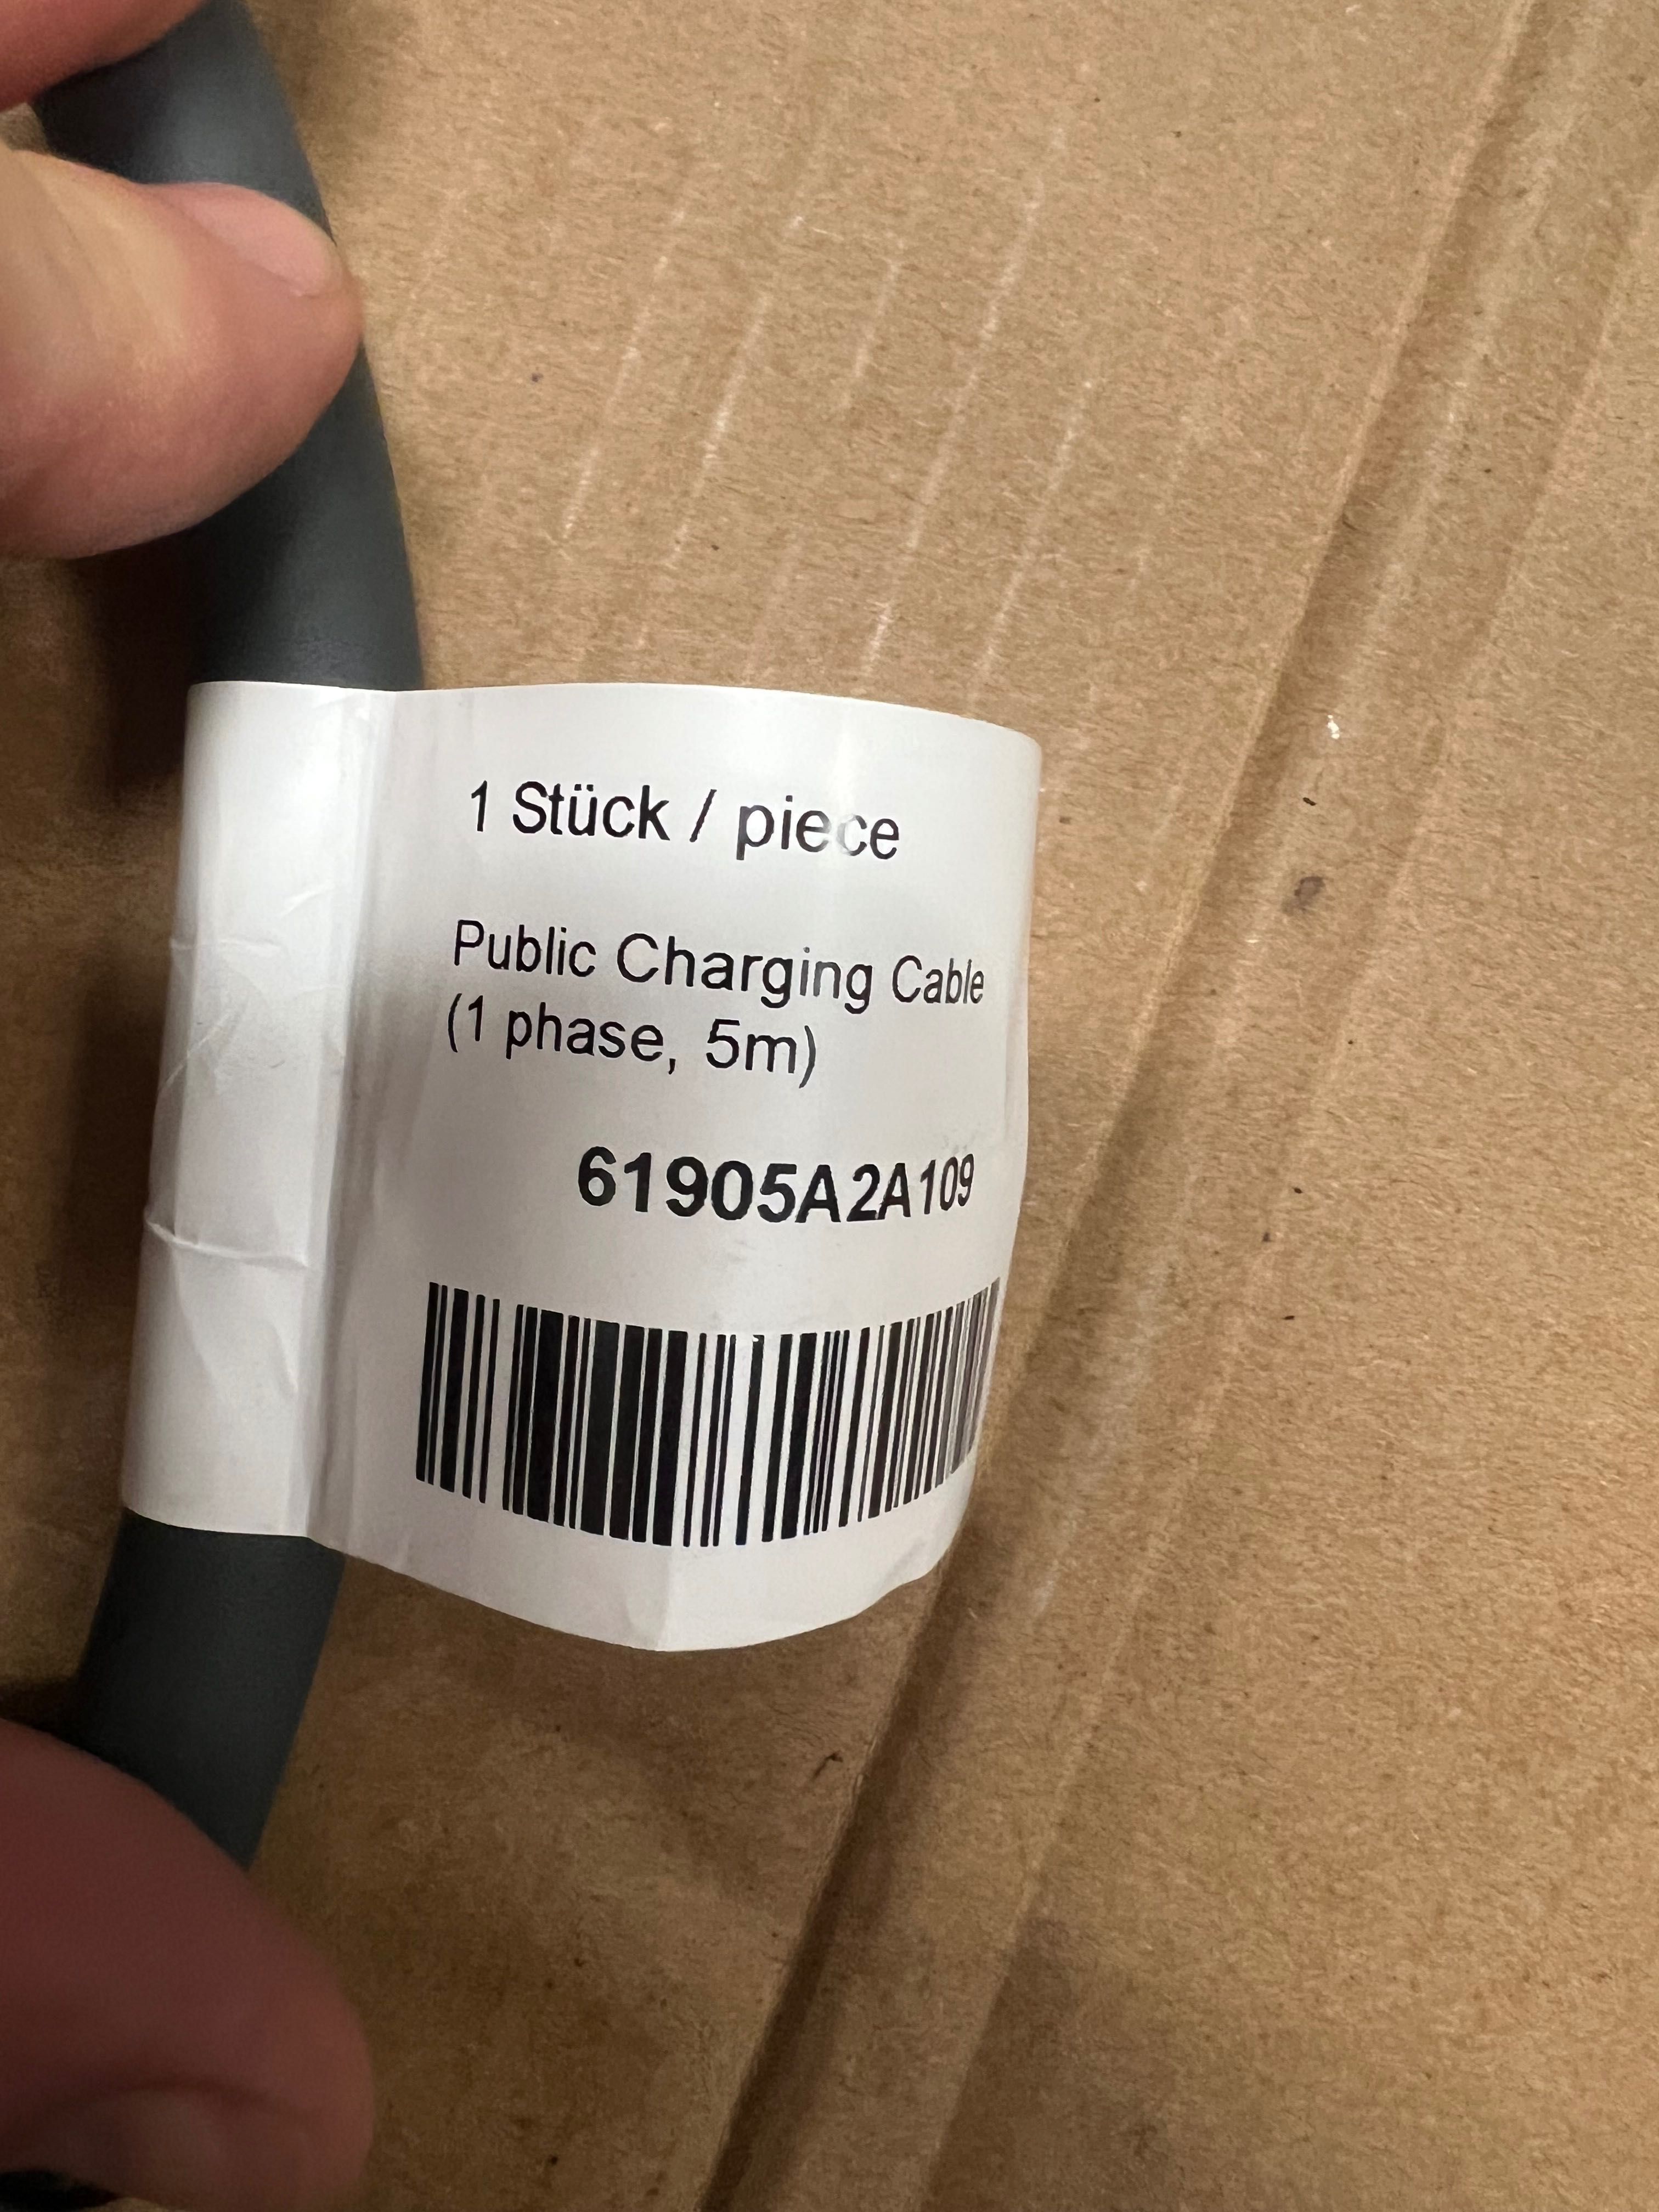 1 Stück / piece
Public Charging Cable
(1 phase, 5m)
61905A2A109